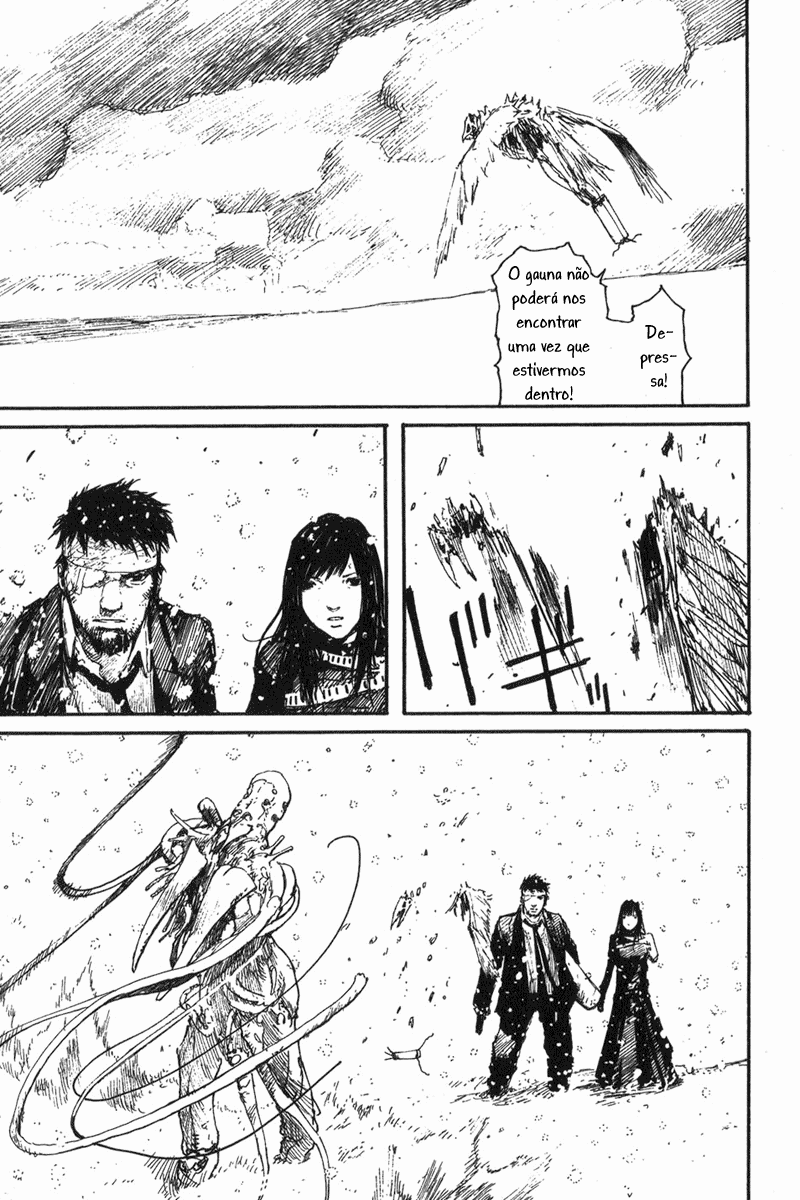 De-
pres-
sa!
O gauna não
poderá nos
encontrar
uma vez que
estivermos
dentro!